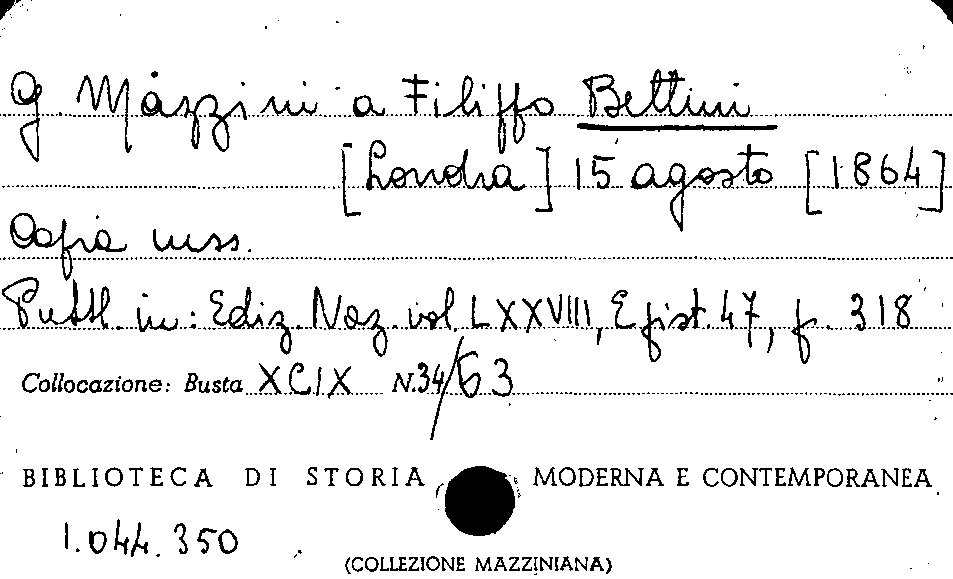 G. Mazzini a Filippo Bettini
[Londra] 15 agosto [1864]
Copia mss.
Pubbl. in: Ediz. Naz. vol. LXXVIII, Epist. 47, p. 318
Collocazione: Busta XCIX N. 34/63
BIBLIOTECA DI STORIA MODERNA E CONTEMPORANEA
1.044.350
(COLLEZIONE MAZZINIANA)